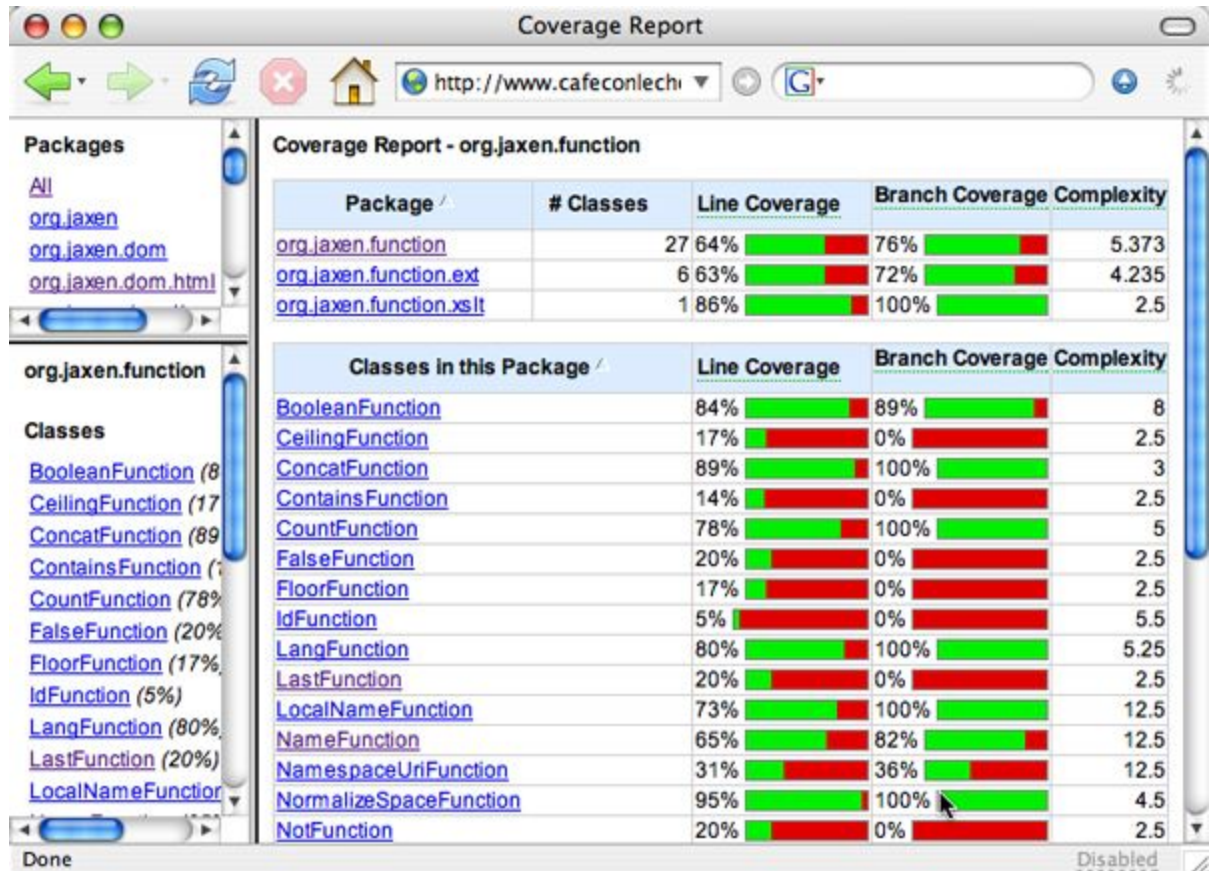 Coverage Report
http://www.cafeconlech
G
Packages
All
org.jaxen
org.jaxen.dom
org.jaxen.dom.html
org.jaxen.function
Classes
BooleanFunction (8
CeilingFunction (17
ConcatFunction (89
ContainsFunction (1
CountFunction (78%
FalseFunction (20%
FloorFunction (17%
IdFunction (5%)
LangFunction (80%
LastFunction (20%)
LocalNameFunction
Coverage Report - org.jaxen.function
Package # Classes Line Coverage Branch Coverage Complexity
org.jaxen.function 27 64% 76% 5.373
org.jaxen.function.ext 6 63% 72% 4.235
org.jaxen.function.xslt 1 86% 100% 2.5
Classes in this Package Line Coverage Branch Coverage Complexity
BooleanFunction 84% 89% 8
CeilingFunction 17% 0% 2.5
ConcatFunction 89% 100% 3
ContainsFunction 14% 0% 2.5
CountFunction 78% 100% 5
FalseFunction 20% 0% 2.5
FloorFunction 17% 0% 2.5
IdFunction 5% 0% 5.5
LangFunction 80% 100% 5.25
LastFunction 20% 0% 2.5
LocalNameFunction 73% 100% 12.5
NameFunction 65% 82% 12.5
NamespaceUriFunction 31% 36% 12.5
NormalizeSpaceFunction 95% 100% 4.5
NotFunction 20% 0% 2.5
Done
Disabled